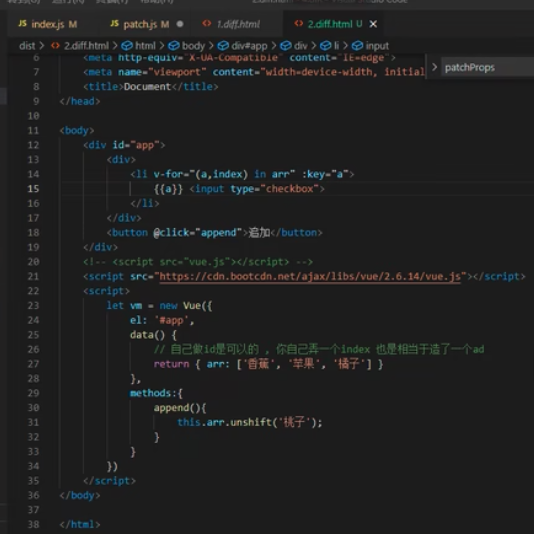 index.js M patch.js M 1.diff.html 2.diff.html U
dist > 2.diff.html > html > body > div#app > div > li > input
patchProps
6 <meta http-equiv="X-UA-Compatible" content="IE=edge">
7 <meta name="viewport" content="width=device-width, initial
8 <title>Document</title>
9 </head>
10
11 <body>
12 <div id="app">
13 <div>
14 <li v-for="(a,index) in arr" :key="a">
15 {{a}} <input type="checkbox">
16 </li>
17 </div>
18 <button @click="append">追加</button>
19 </div>
20 <!-- <script src="vue.js"></script> -->
21 <script src="https://cdn.bootcdn.net/ajax/libs/vue/2.6.14/vue.js"></script>
22 <script>
23 let vm = new Vue({
24 el: '#app',
25 data() {
26 // 自己做id是可以的 , 你自己弄一个index 也是相当于造了一个ad
27 return { arr: ['香蕉', '苹果', '橘子'] }
28 },
29 methods:{
30 append(){
31 this.arr.unshift('桃子');
32 }
33 }
34 })
35 </script>
36 </body>
37
38 </html>